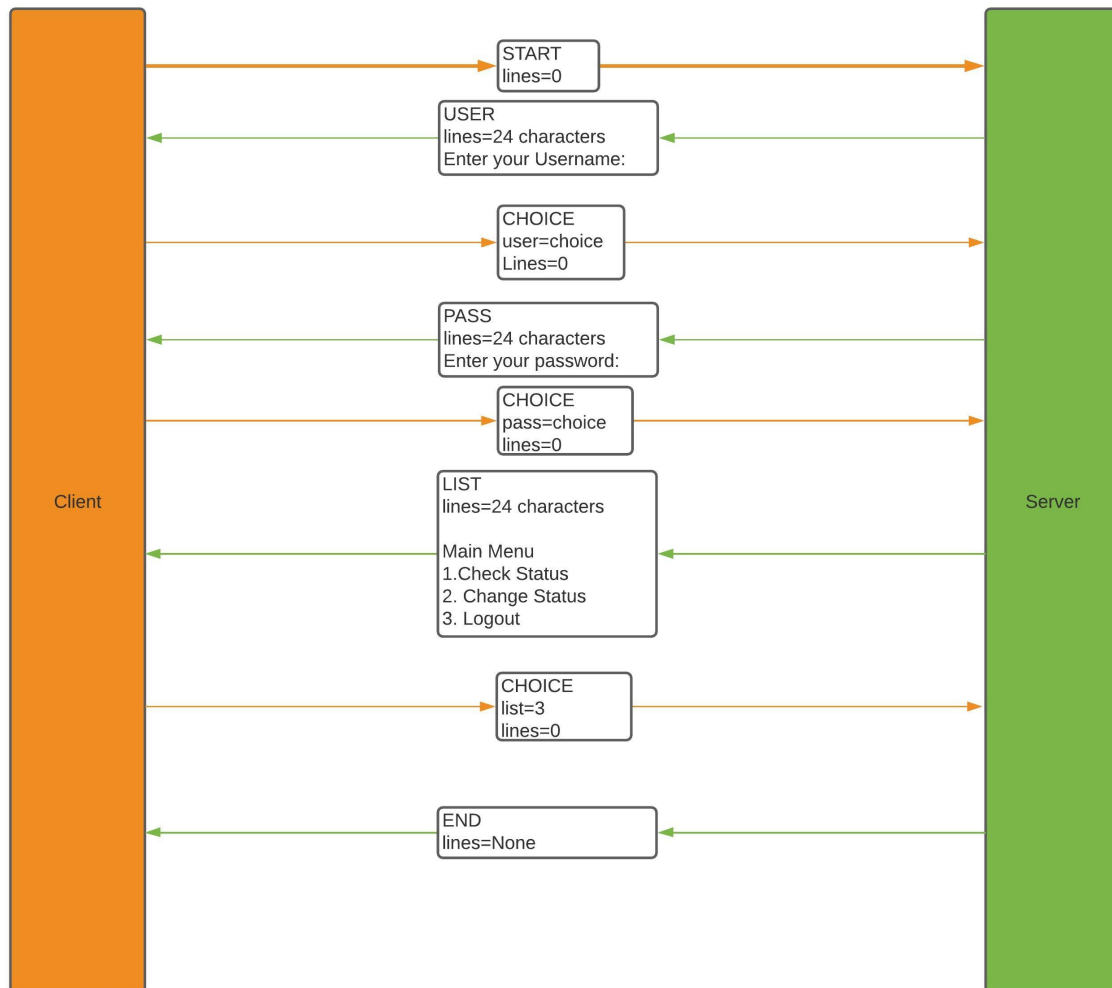 START
lines=0
USER
lines=24 characters
Enter your Username:
CHOICE
user=choice
Lines=0
PASS
lines=24 characters
Enter your password:
CHOICE
pass=choice
lines=0
LIST
lines=24 characters
Main Menu
1.Check Status
2. Change Status
3. Logout
Client
Server
CHOICE
list=3
lines=0
END
lines=None